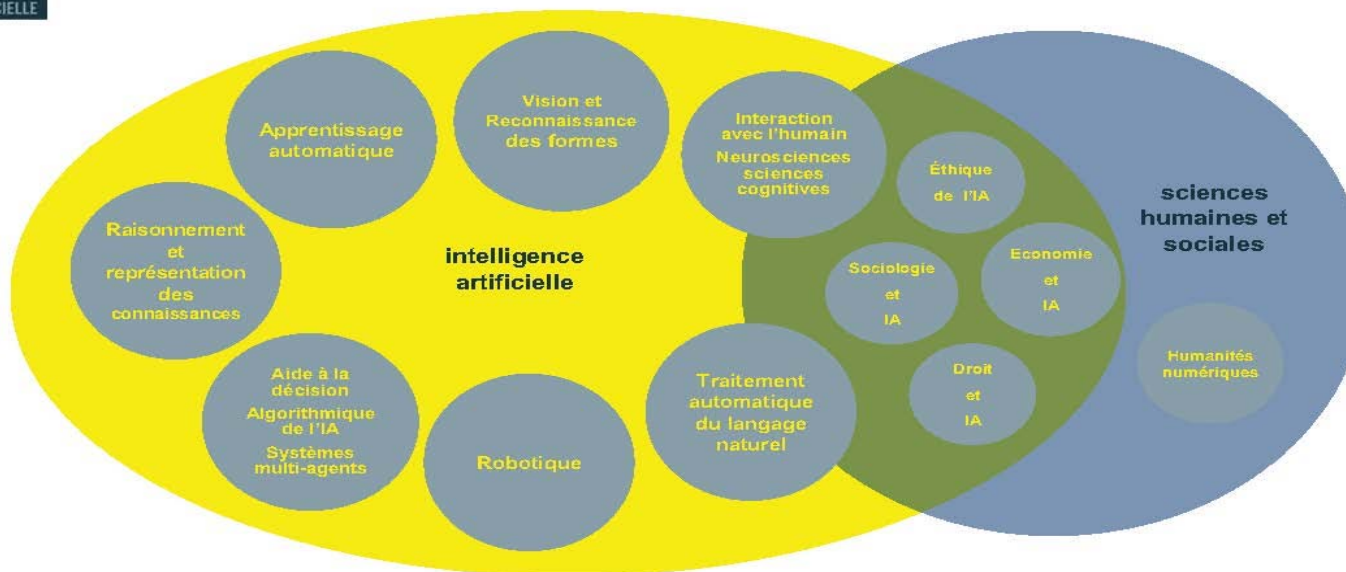 CIELLE
Apprentissage
automatique
Vision et
Reconnaissance
des formes
Interaction
avec l'humain
Neurosciences
sciences
cognitives
Éthique
de l'IA
sciences
humaines et
sociales
Raisonnement
et
représentation
des
connaissances
intelligence
artificielle
Sociologie
et
IA
Economie
et
IA
Humanités
numériques
Aide à la
décision
Algorithmique
de l'IA
Systèmes
multi-agents
Robotique
Traitement
automatique
du langage
naturel
Droit
et
IA